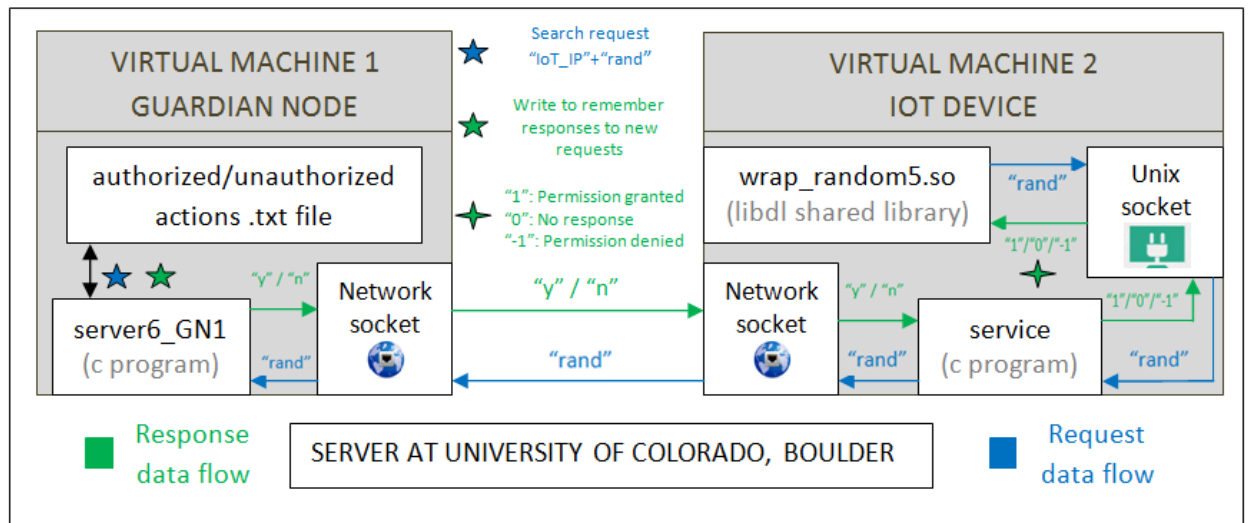 VIRTUAL MACHINE 1
GUARDIAN NODE
authorized/unauthorized
actions .txt file
"y" / "n"
server6_GN1
(c program)
"rand"
Network
socket
Search request
"IoT_IP"+"rand"
Write to remember
responses to new
requests
"1": Permission granted
"0": No response
"-1": Permission denied
"y" / "n"
"rand"
VIRTUAL MACHINE 2
IOT DEVICE
wrap_random5.so
(libdl shared library)
"rand"
"1"/"0"/"-1"
Unix
socket
Network
socket
"y" / "n"
"rand"
service
(c program)
"1"/"0"/"-1"
"rand"
Response
data flow
SERVER AT UNIVERSITY OF COLORADO, BOULDER
Request
data flow